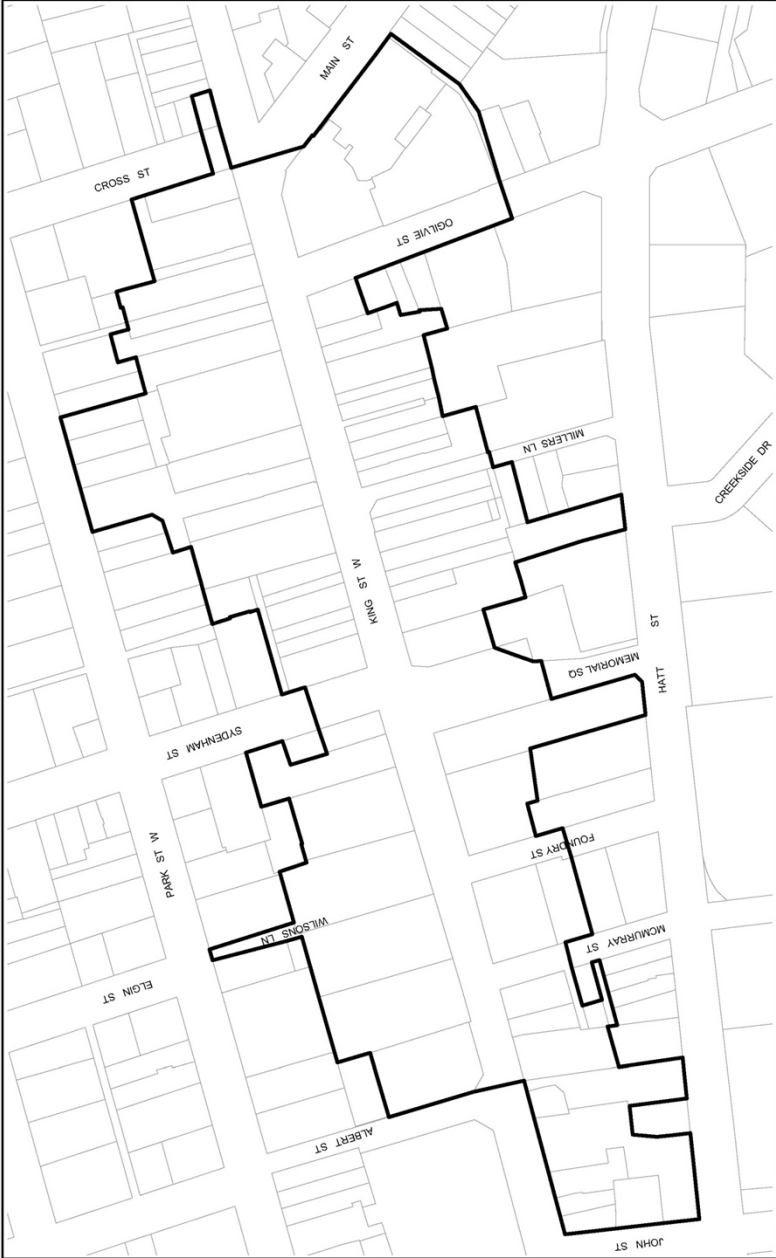 MAIN ST
CROSS ST
OGILVIE ST
MILLERS LN
CREEKSIDE DR
KING ST W
HATT ST
MEMORIAL SQ
SYDENHAM ST
PARK ST W
FOUNDRY ST
WILSONS LN
MCMURRAY ST
ELGIN ST
ALBERT ST
JOHN ST